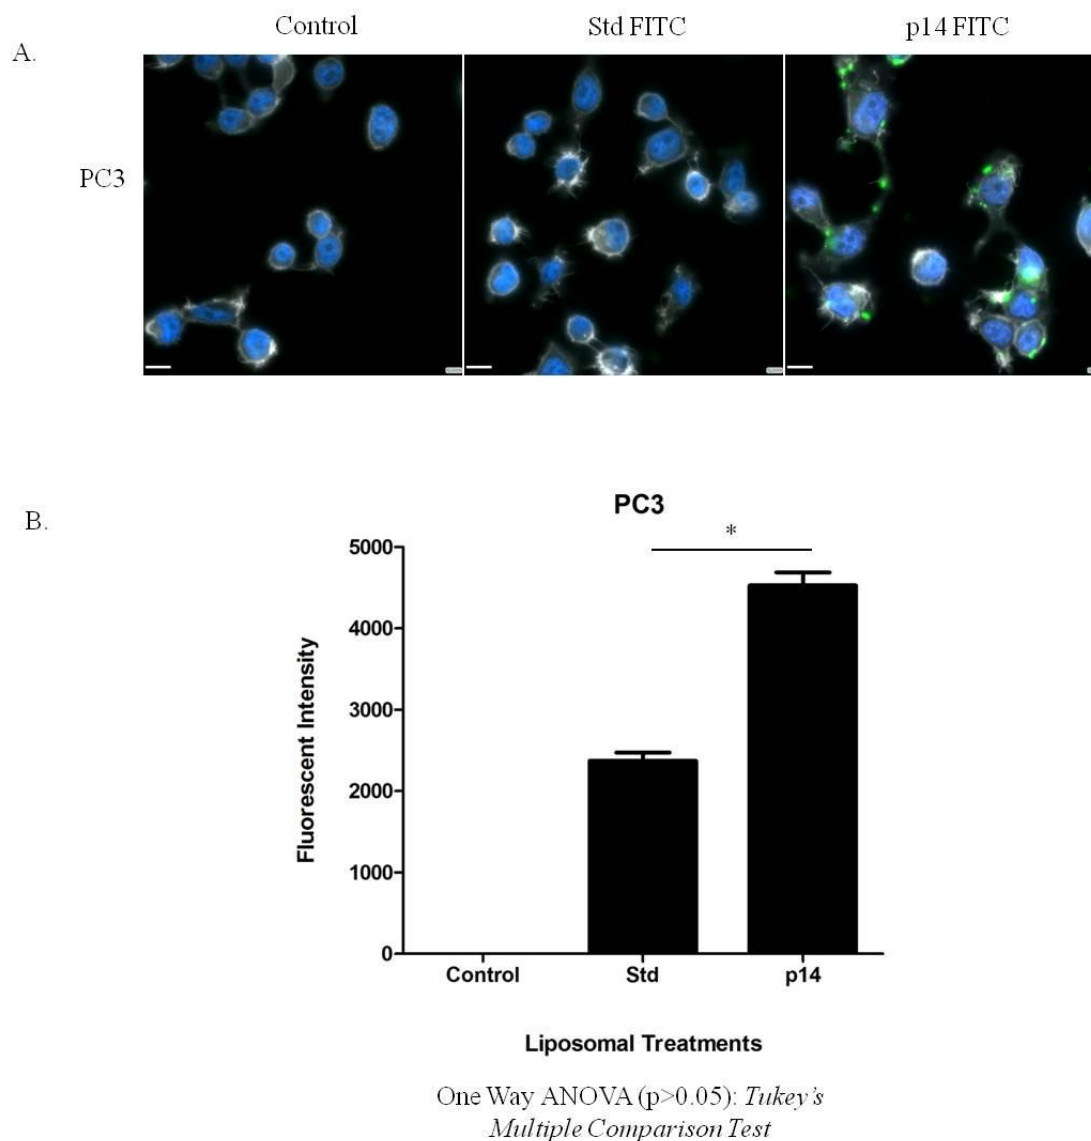 Control Std FITC p14 FITC
A.
PC3
B.
PC3
*
5000
4000
3000
2000
1000
0
Fluorescent Intensity
Control Std p14
Liposomal Treatments
One Way ANOVA (p>0.05): Tukey's
Multiple Comparison Test